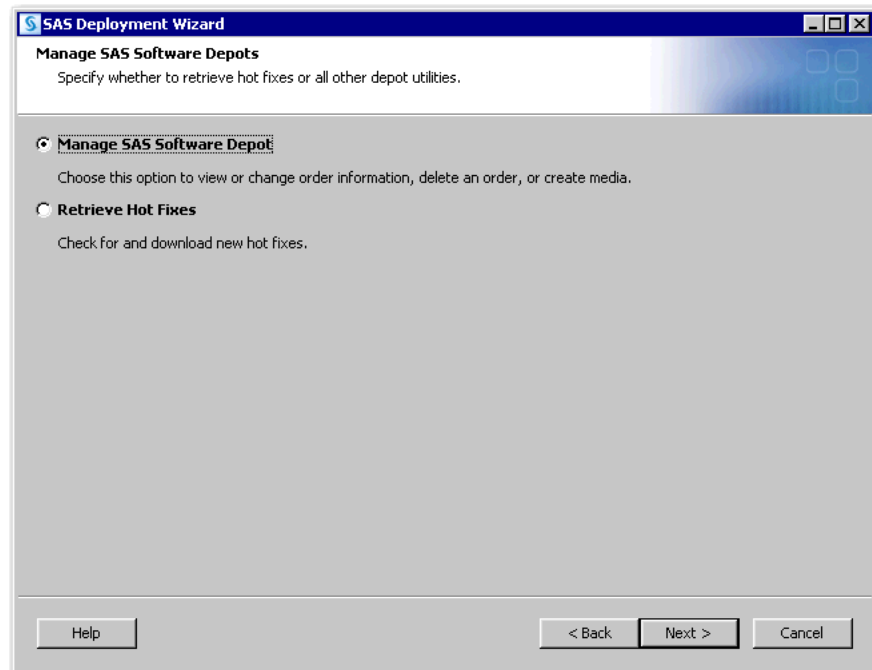 SAS Deployment Wizard
Manage SAS Software Depots
Specify whether to retrieve hot fixes or all other depot utilities.
Manage SAS Software Depot
Choose this option to view or change order information, delete an order, or create media.
Retrieve Hot Fixes
Check for and download new hot fixes.
Help
< Back
Next >
Cancel